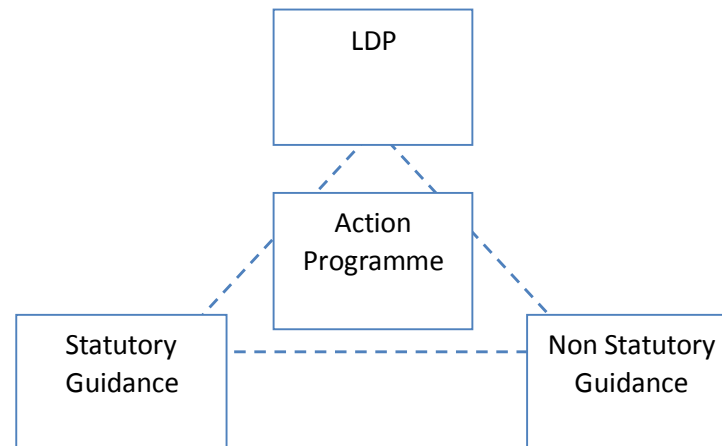 LDP
Action
Programme
Statutory
Guidance
Non Statutory
Guidance